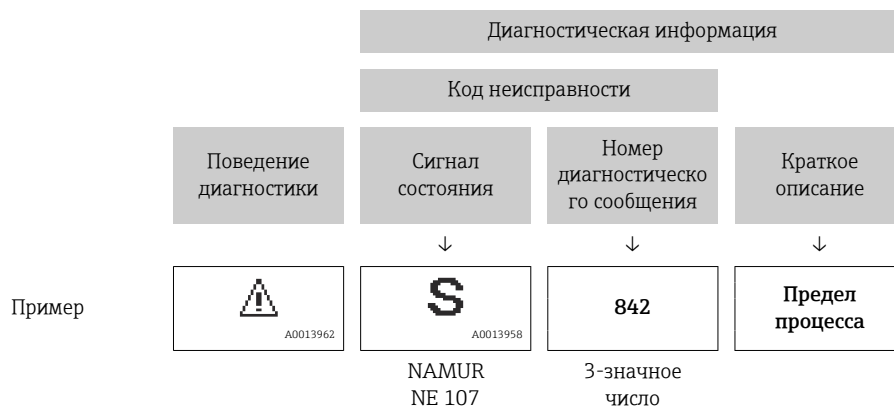 Диагностическая информация
Код неисправности
Поведение
диагностики
Сигнал
состояния
Номер
диагностическо
го сообщения
Краткое
описание
↓
↓
↓
Пример
A0013962
S
A0013958
842
Предел
процесса
NAMUR
NE 107
3-значное
число